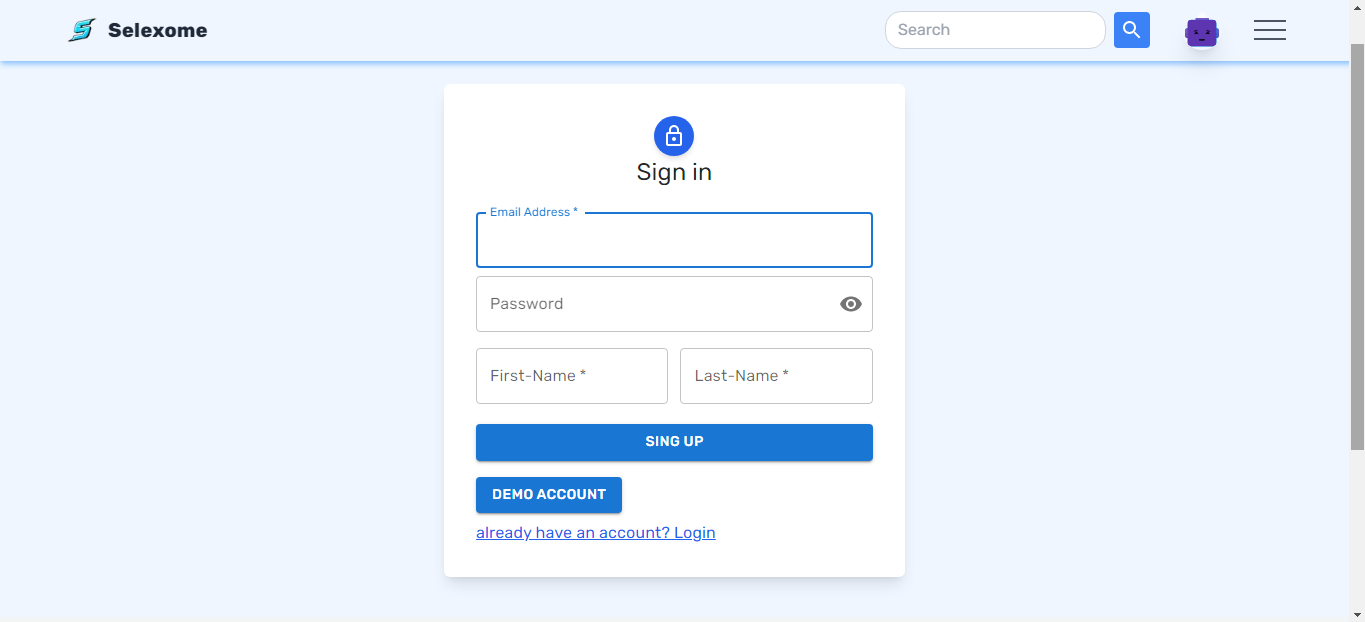 Selexome
Search
Sign in
Email Address *
Password
First-Name *
Last-Name *
SING UP
DEMO ACCOUNT
already have an account? Login